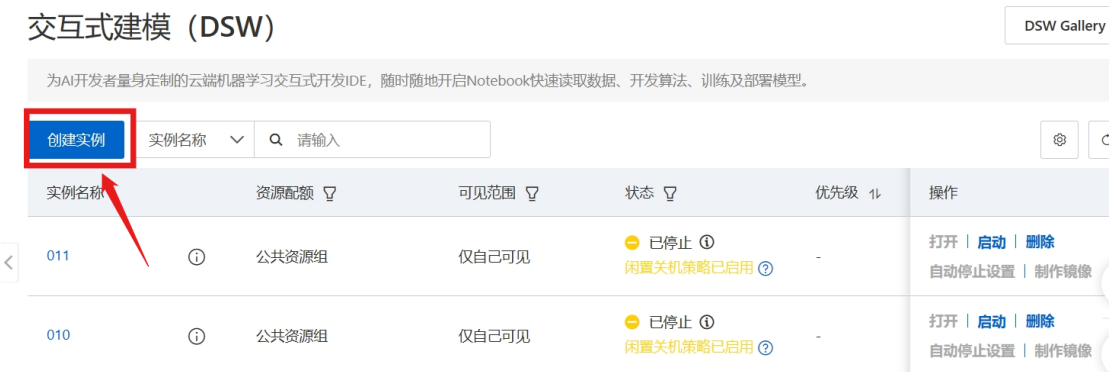 交互式建模（DSW）
DSW Gallery
为AI开发者量身定制的云端机器学习交互式开发IDE，随时随地开启Notebook快速读取数据、开发算法、训练及部署模型。
创建实例 实例名称 请输入
实例名称 资源配额 可见范围 状态 优先级 操作
011 公共资源组 仅自己可见 已停止 - 打开 启动 删除
闲置关机策略已启用 自动停止设置 制作镜像
010 公共资源组 仅自己可见 已停止 - 打开 启动 删除
闲置关机策略已启用 自动停止设置 制作镜像